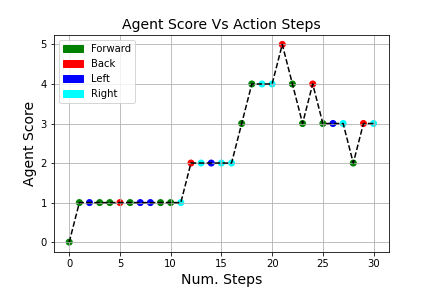 Agent Score Vs Action Steps
5
4
3
2
1
0
Agent Score
Forward
Back
Left
Right
0 5 10 15 20 25 30
Num. Steps